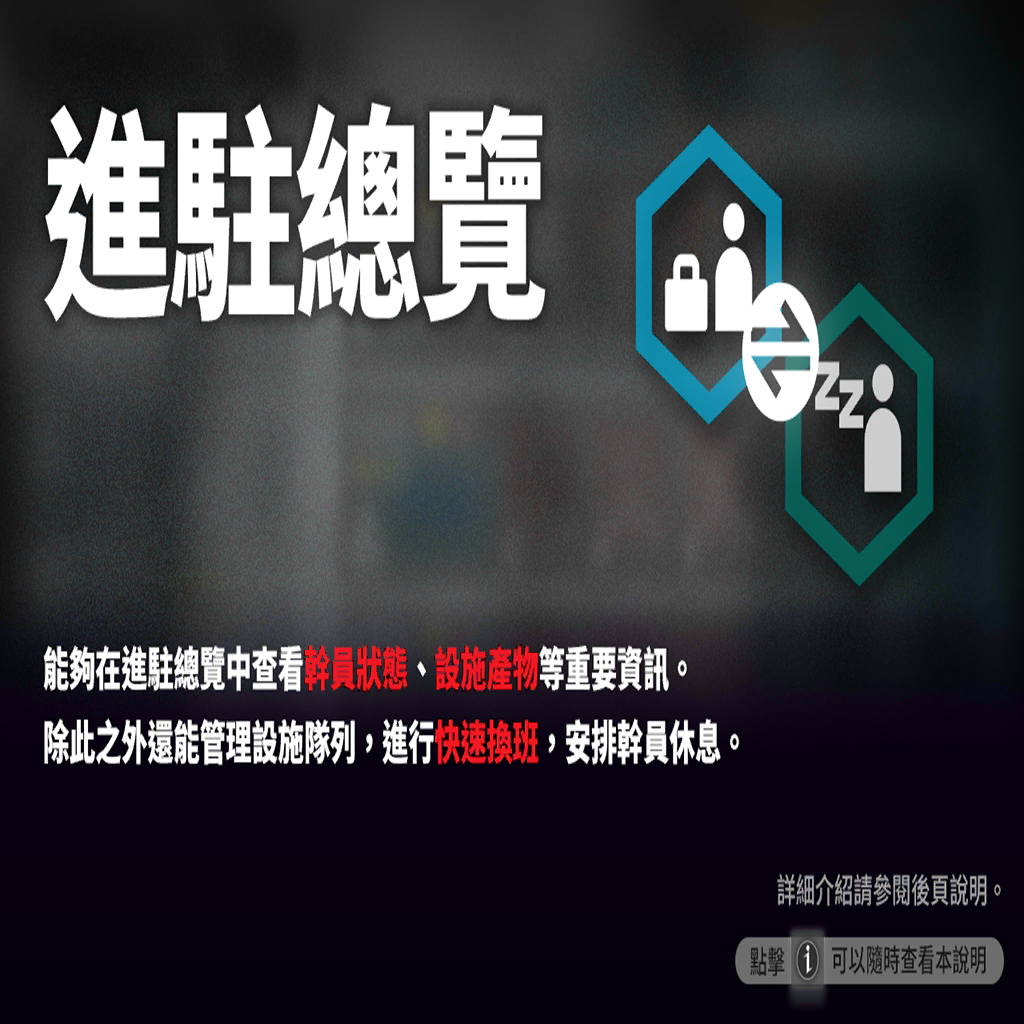 進駐總覽
zz
能夠在進駐總覽中查看幹員狀態、設施產物等重要資訊。
除此之外還能管理設施隊列，進行快速換班，安排幹員休息。
詳細介紹請參閱後頁說明。
點擊 i 可以隨時查看本說明